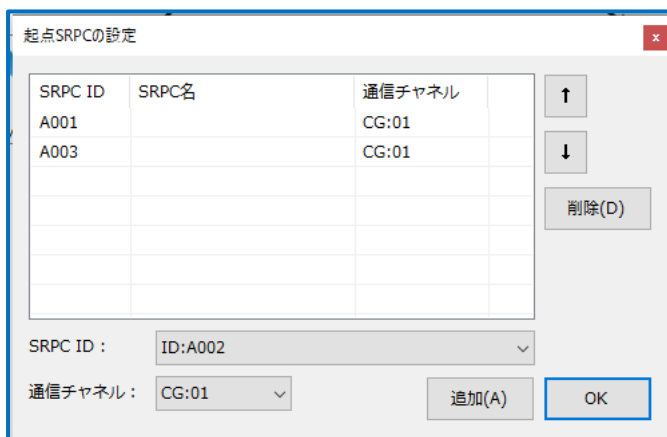 起点SRPCの設定
x
SRPC ID SRPC名 通信チャネル
A001 CG:01
A003 CG:01
↑
↓
削除(D)
SRPC ID： ID:A002
通信チャネル： CG:01
追加(A) OK